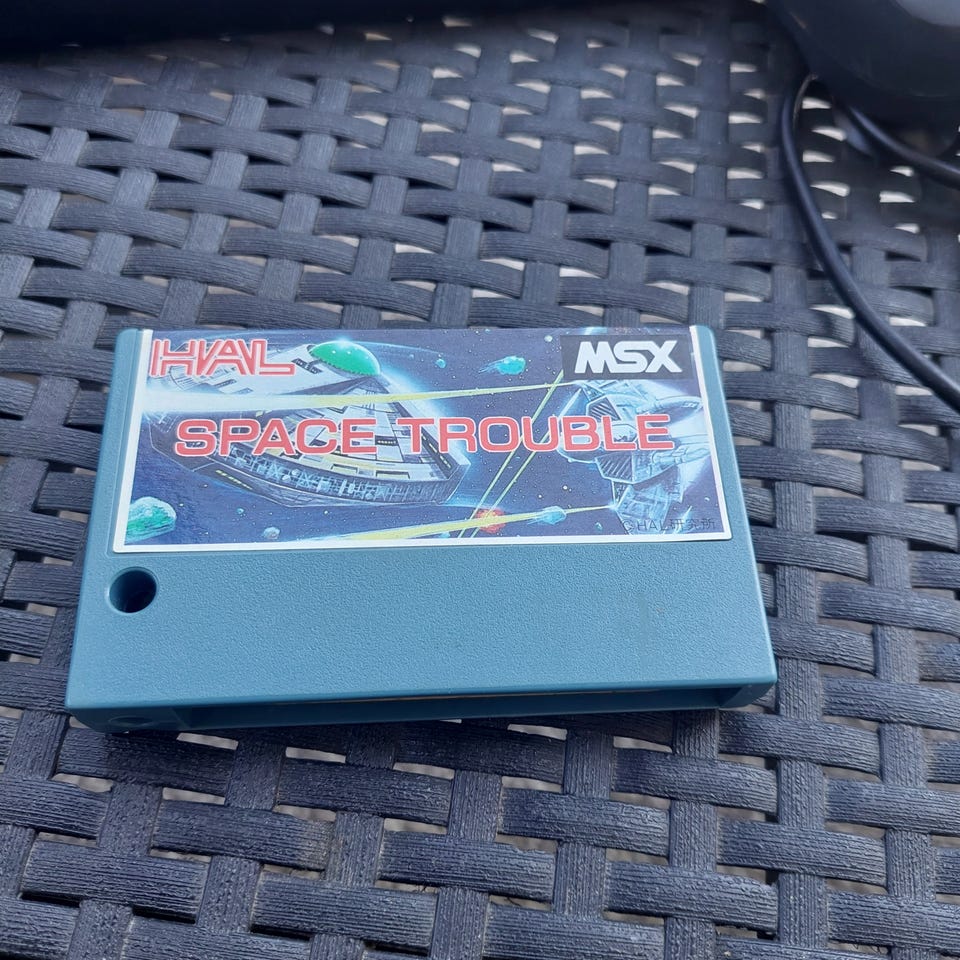 HAL
MSX
SPACE TROUBLE
©HAL研究所